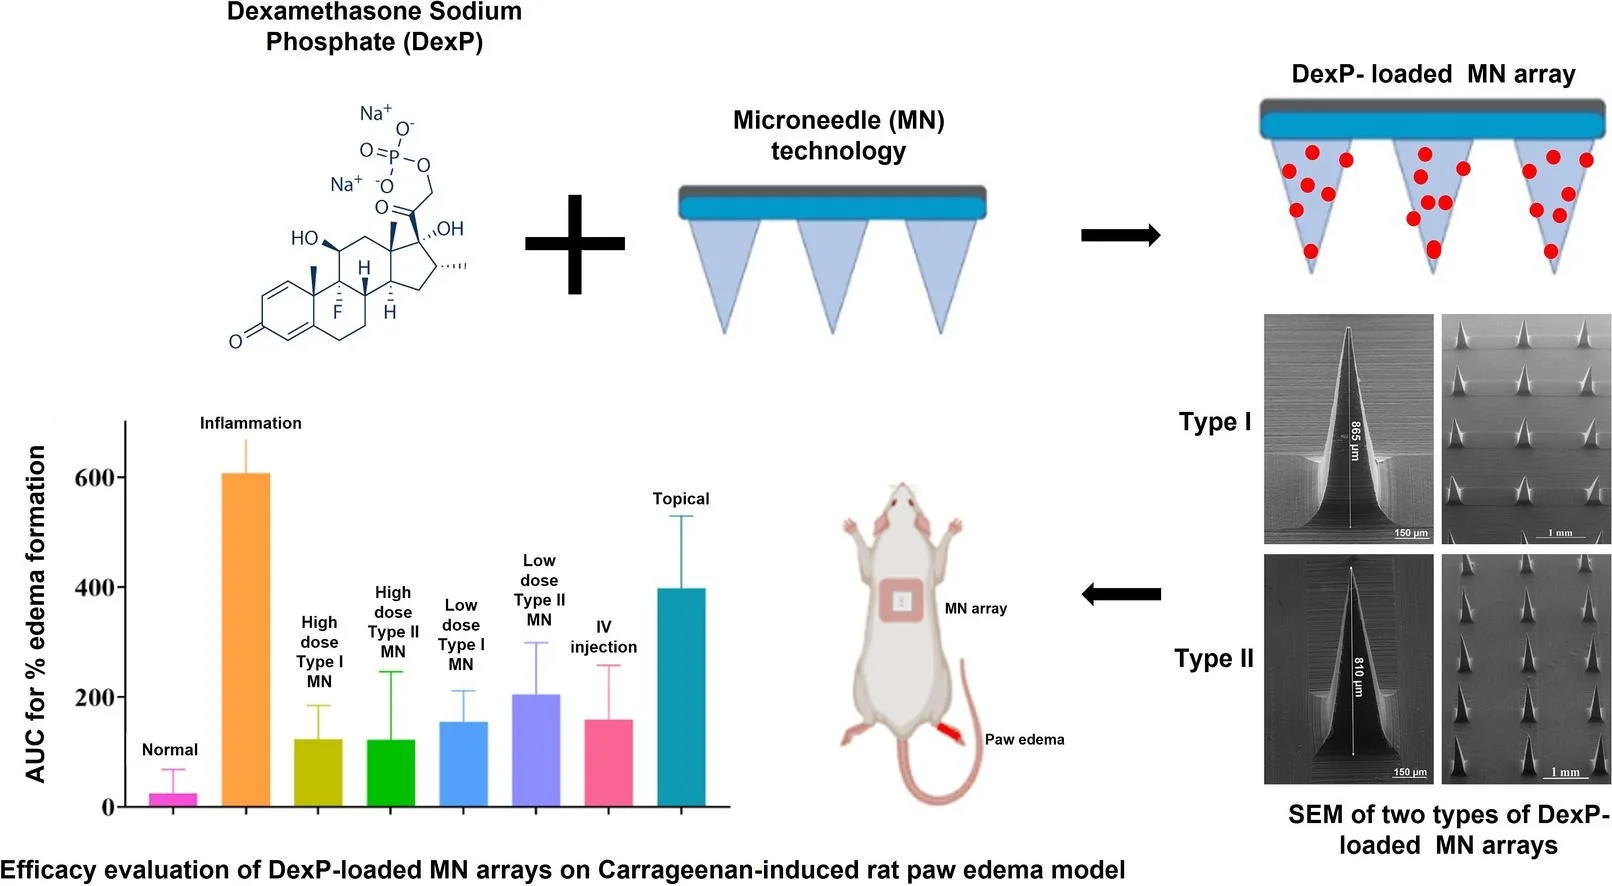 Dexamethasone Sodium
Phosphate (DexP)
Na+
O-
O
P
O
Na+
-O
O
OH
HO
H
F
H
O
Microneedle (MN)
technology
DexP- loaded MN array
Type I
865 µm
150 µm
1 mm
Type II
810 µm
150 µm
1 mm
SEM of two types of DexP-
loaded MN arrays
MN array
Paw edema
AUC for % edema formation
600
400
200
0
Normal
Inflammation
High
dose
Type I
MN
High
dose
Type II
MN
Low
dose
Type I
MN
Low
dose
Type II
MN
IV
injection
Topical
Efficacy evaluation of DexP-loaded MN arrays on Carrageenan-induced rat paw edema model